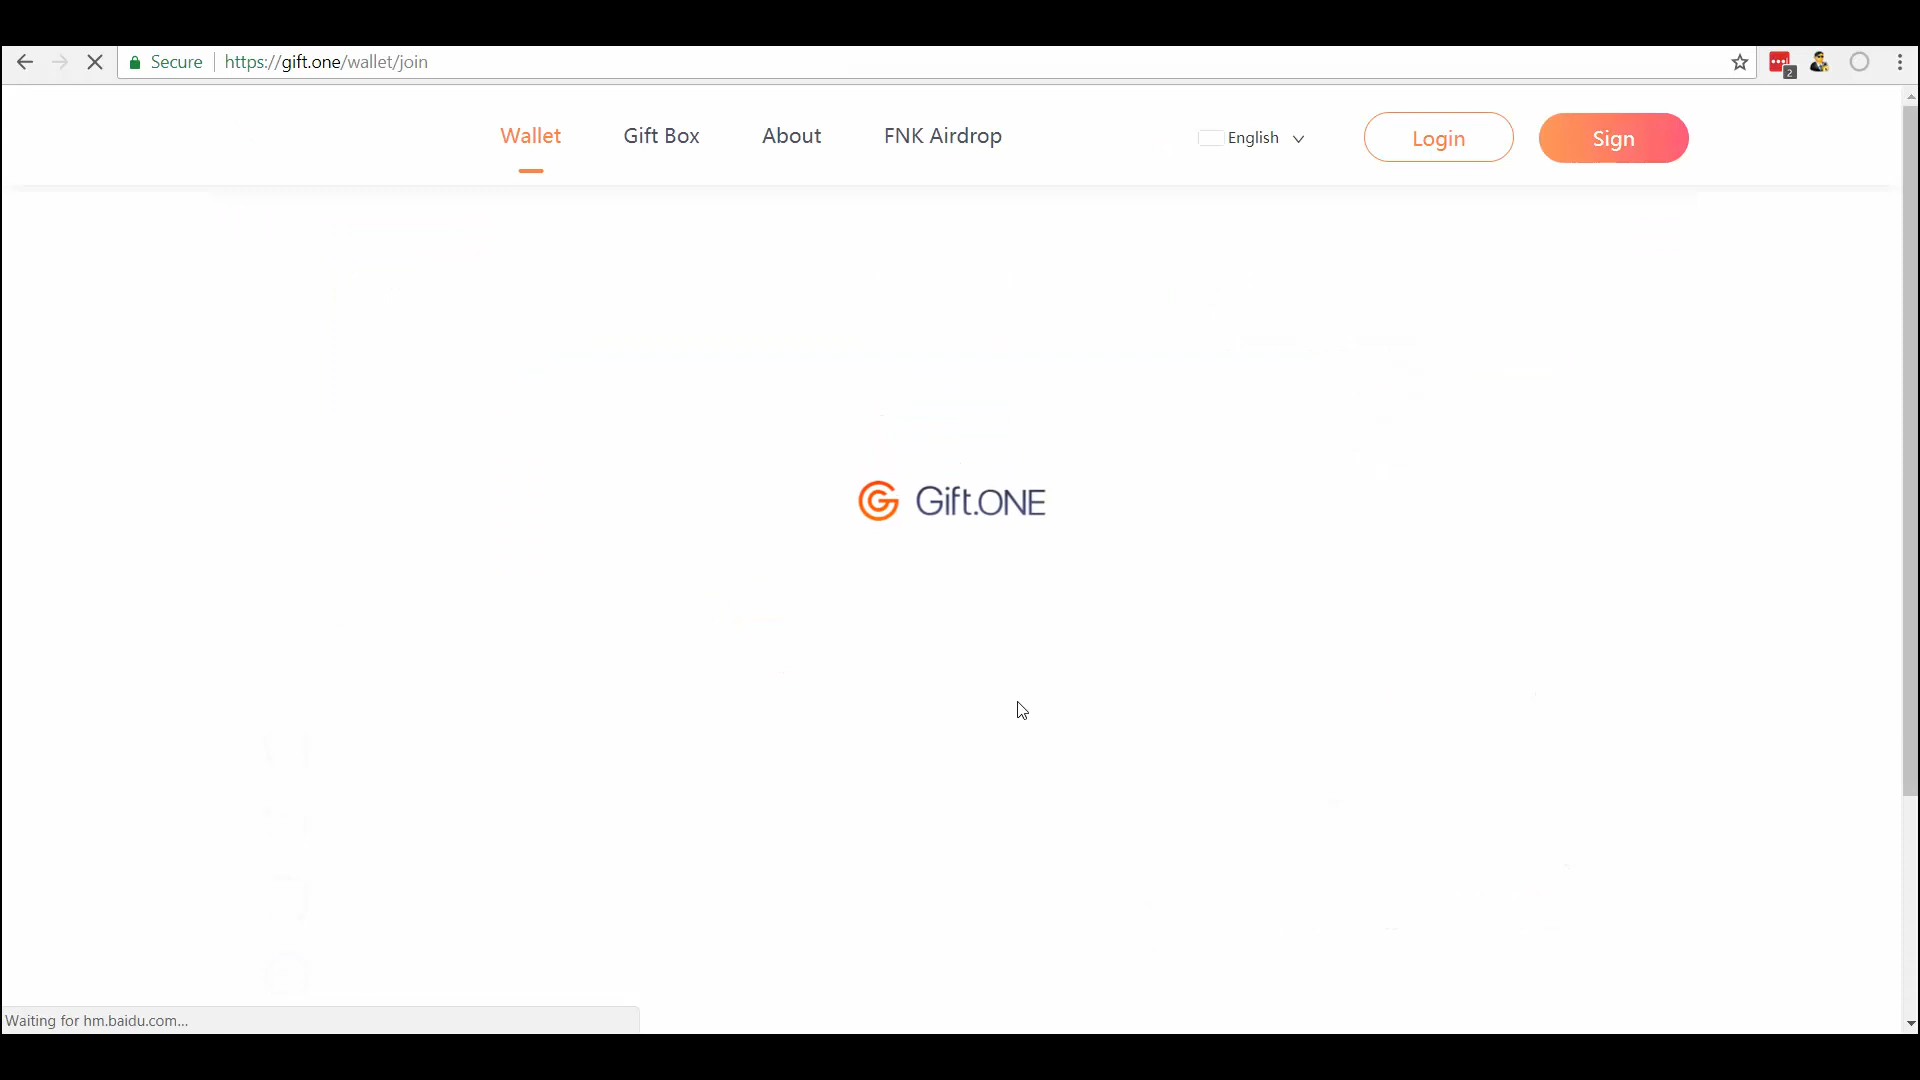 Secure
https://gift.one/wallet/join
2
Wallet
Gift Box
About
FNK Airdrop
English
Login
Sign
Gift.ONE
Waiting for hm.baidu.com...